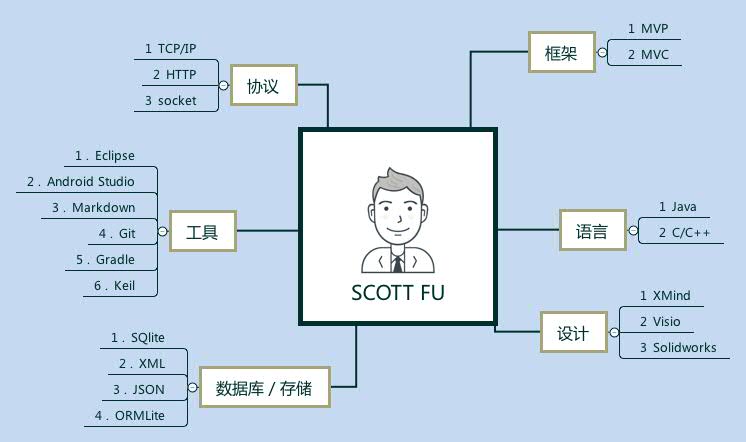 协议
1 TCP/IP
2 HTTP
3 socket
工具
1. Eclipse
2. Android Studio
3. Markdown
4. Git
5. Gradle
6. Keil
数据库 / 存储
1. SQlite
2. XML
3. JSON
4. ORMLite
SCOTT FU
框架
1 MVP
2 MVC
语言
1 Java
2 C/C++
设计
1 XMind
2 Visio
3 Solidworks